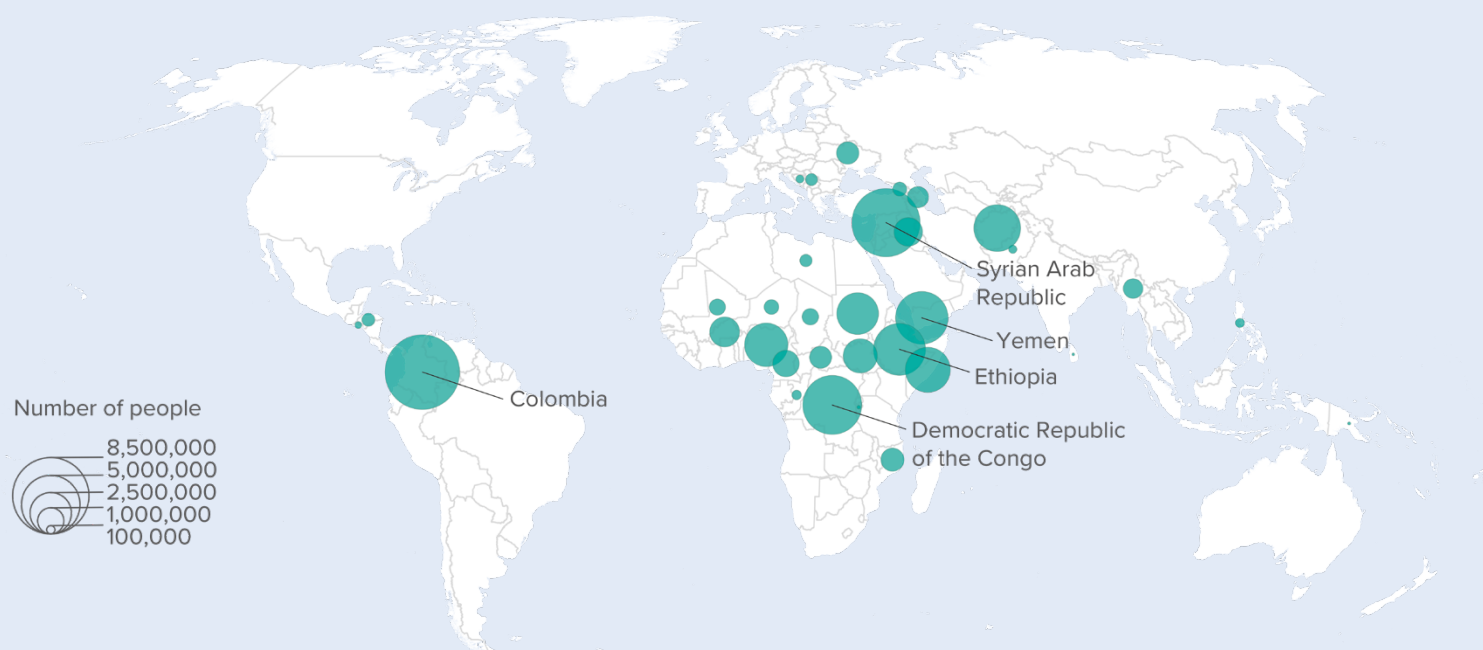 Syrian Arab
Republic
Yemen
Ethiopia
Colombia
Democratic Republic
of the Congo
Number of people
8,500,000
5,000,000
2,500,000
1,000,000
100,000